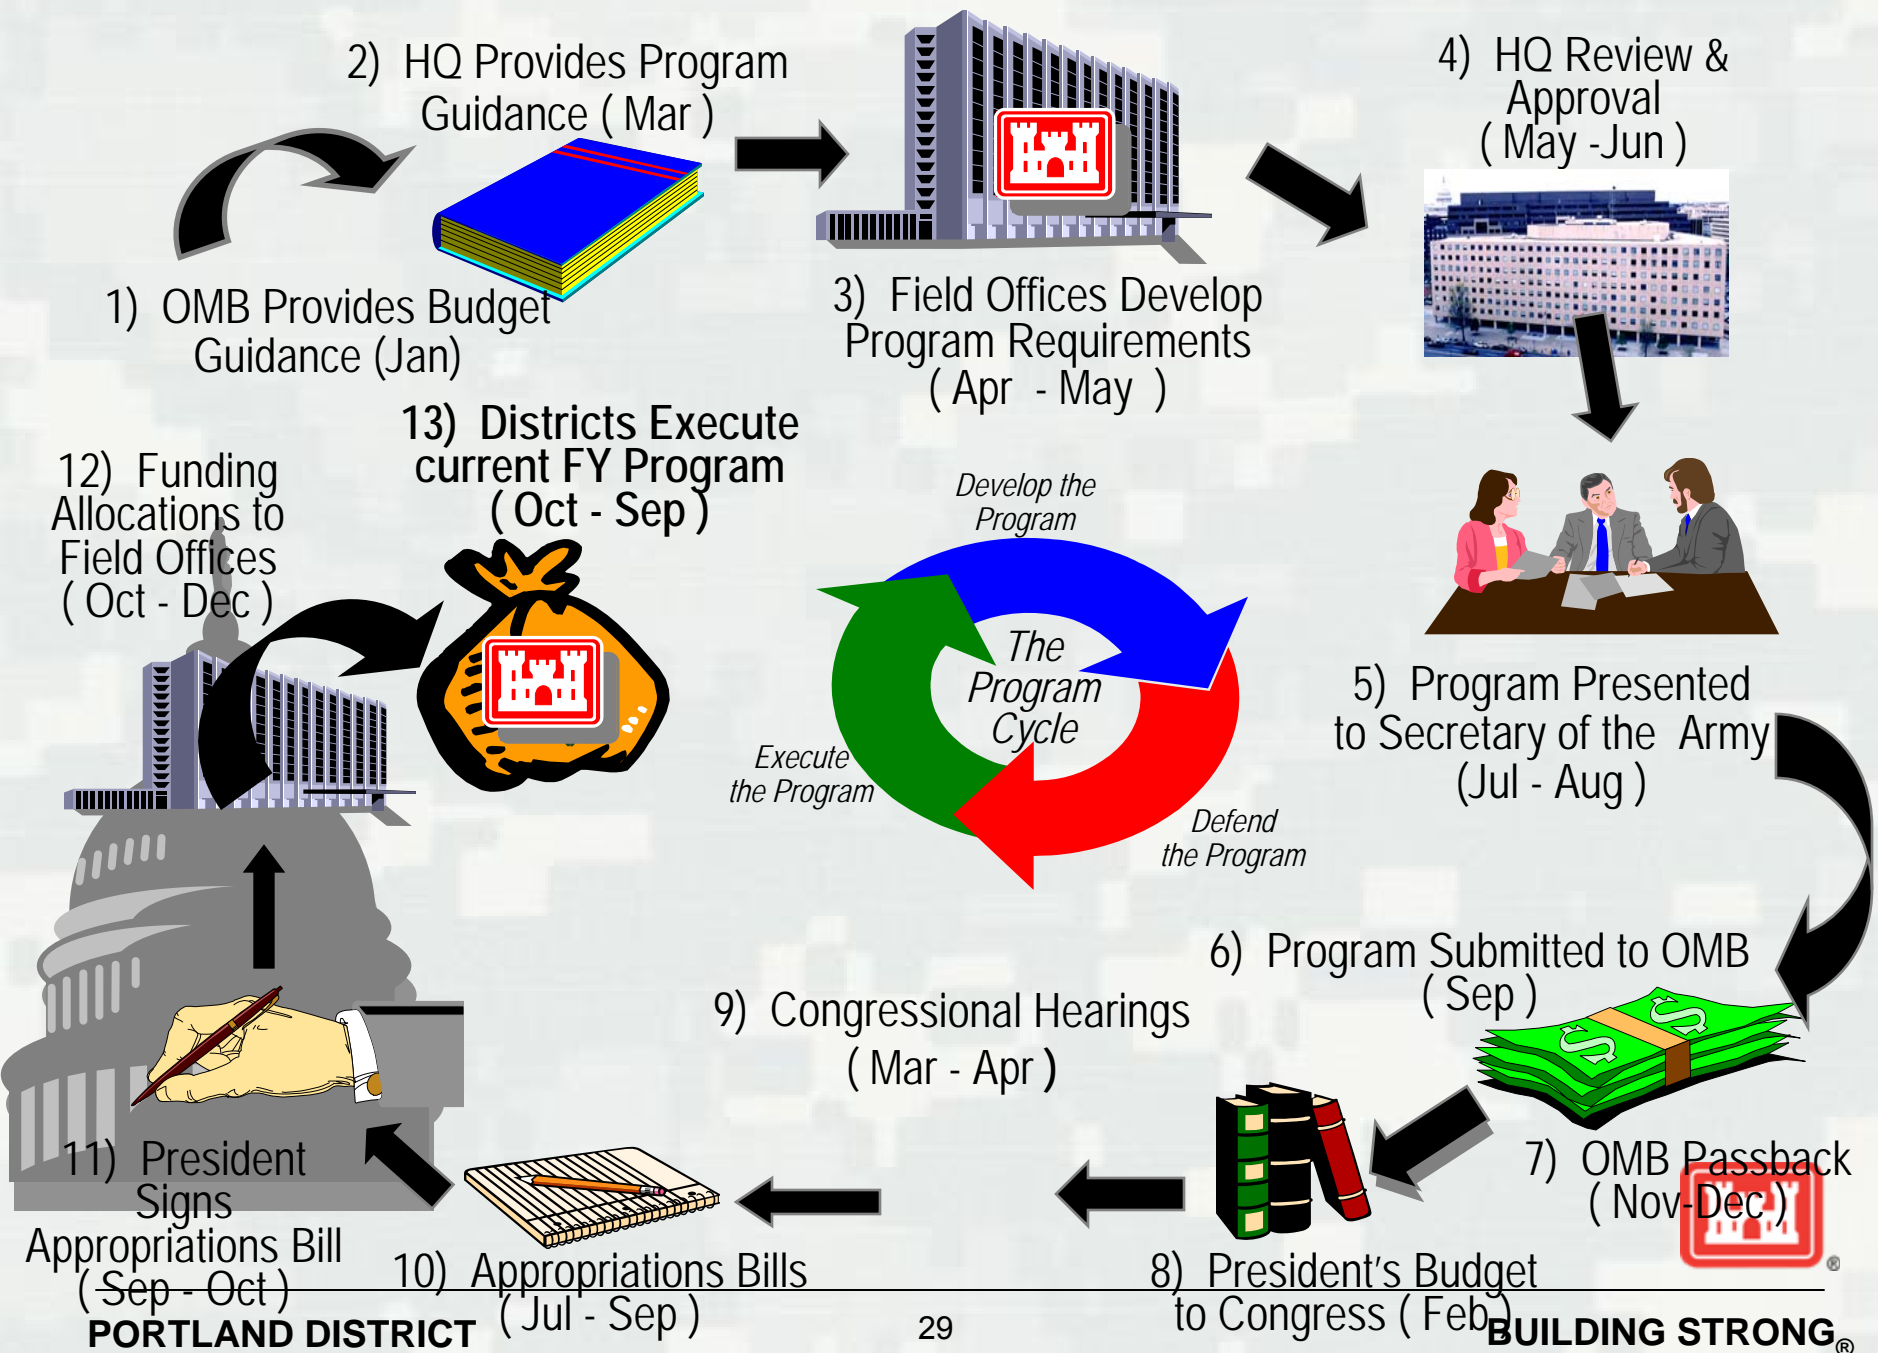 2) HQ Provides Program
Guidance ( Mar )
4) HQ Review &
Approval
( May -Jun )
1) OMB Provides Budget
Guidance (Jan)
3) Field Offices Develop
Program Requirements
( Apr - May )
13) Districts Execute
current FY Program
( Oct - Sep )
12) Funding
Allocations to
Field Offices
( Oct - Dec )
Develop the
Program
The
Program
Cycle
Execute
the Program
Defend
the Program
5) Program Presented
to Secretary of the Army
(Jul - Aug )
6) Program Submitted to OMB
( Sep )
9) Congressional Hearings
( Mar - Apr )
7) OMB Passback
( Nov-Dec )
11) President
Signs
Appropriations Bill
( Sep - Oct )
10) Appropriations Bills
( Jul - Sep )
8) President's Budget
to Congress ( Feb )
PORTLAND DISTRICT
29
BUILDING STRONG®
®